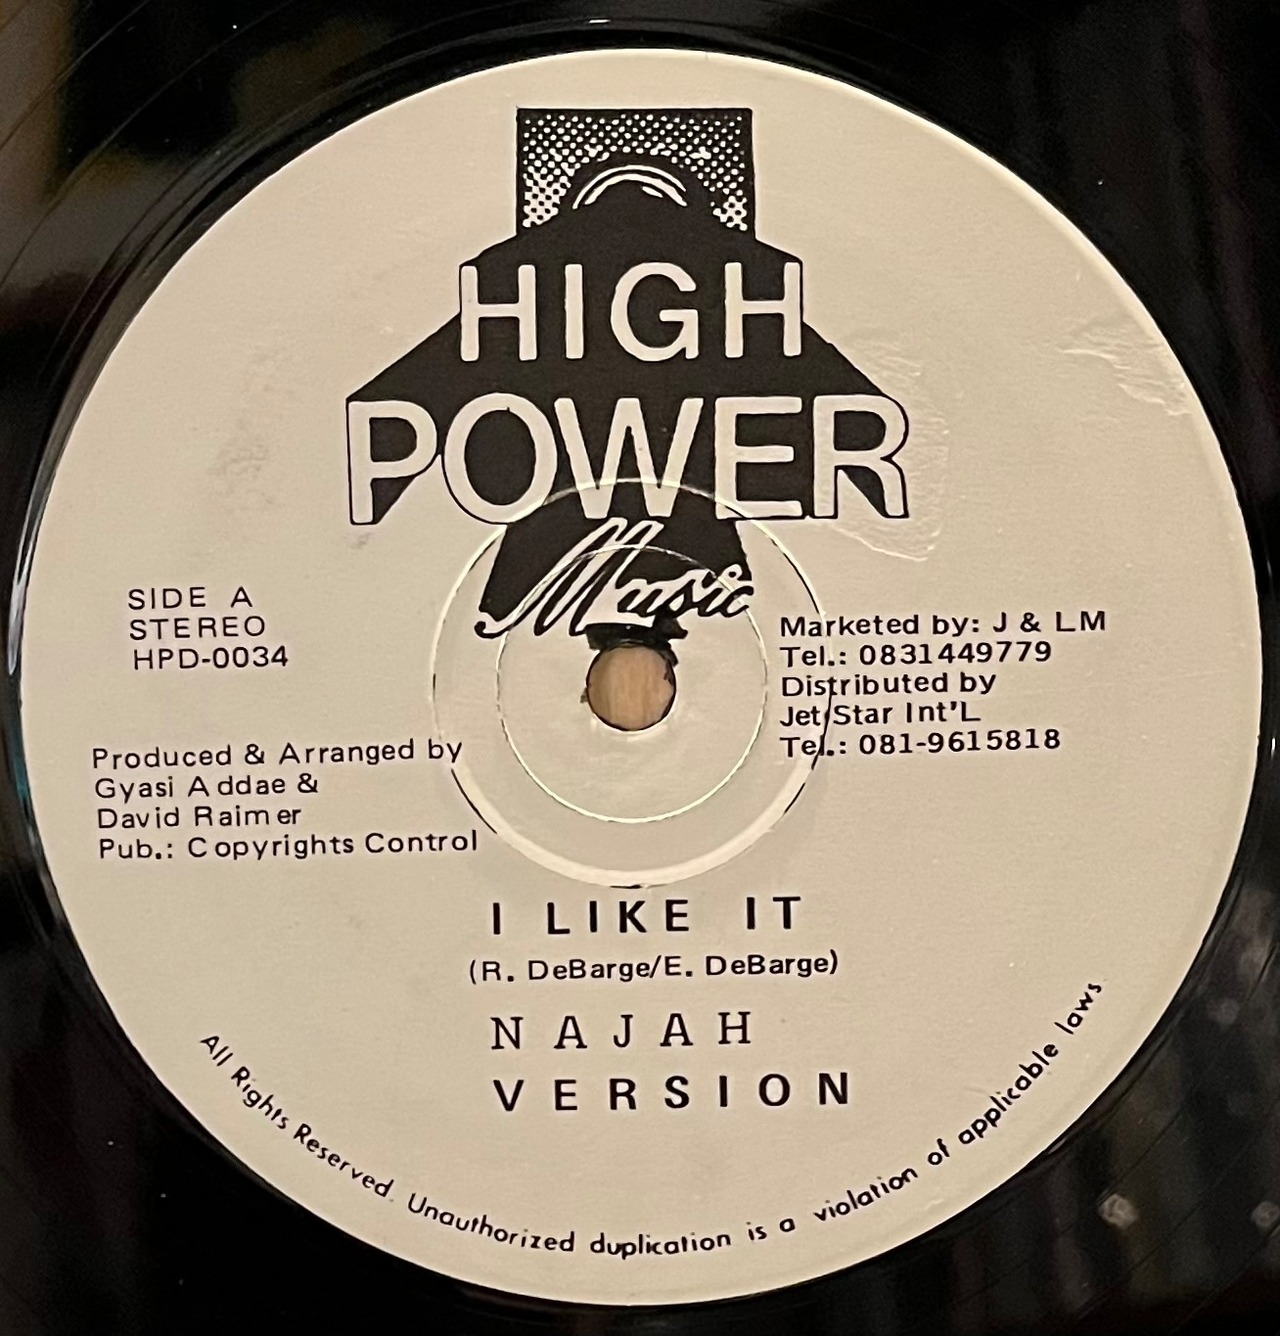 HIGH
POWER
Music
SIDE A
STEREO
HPD-0034
Marketed by: J & LM
Tel.: 0831449779
Distributed by
Jet Star Int'L
Tel.: 081-9615818
Produced & Arranged by
Gyasi Addae &
David Raimer
Pub.: Copyrights Control
I LIKE IT
(R. DeBarge/E. DeBarge)
NAJAH
VERSION
All Rights Reserved. Unauthorized duplication is a violation of applicable laws.